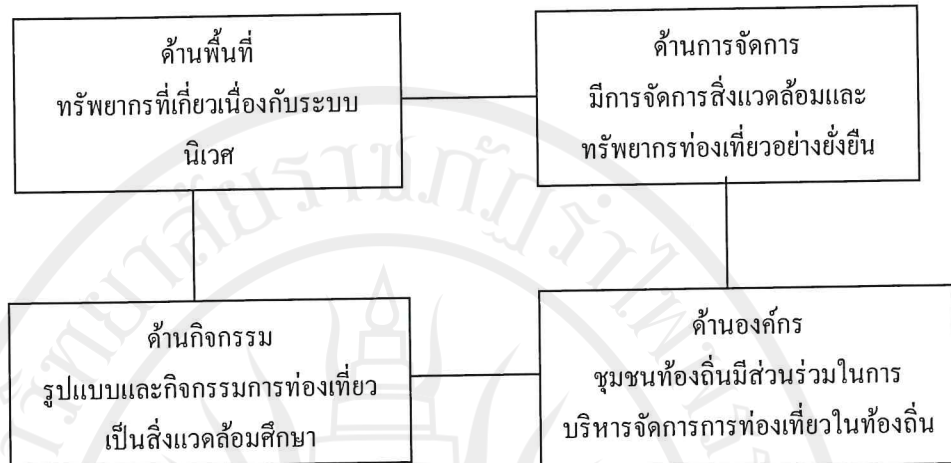 ด้านพื้นที่
ทรัพยากรที่เกี่ยวเนื่องกับระบบ
นิเวศ
ด้านการจัดการ
มีการจัดการสิ่งแวดล้อมและ
ทรัพยากรท่องเที่ยวอย่างยั่งยืน
ด้านกิจกรรม
รูปแบบและกิจกรรมการท่องเที่ยว
เป็นสิ่งแวดล้อมศึกษา
ด้านองค์กร
ชุมชนท้องถิ่นมีส่วนร่วมในการ
บริหารจัดการการท่องเที่ยวในท้องถิ่น